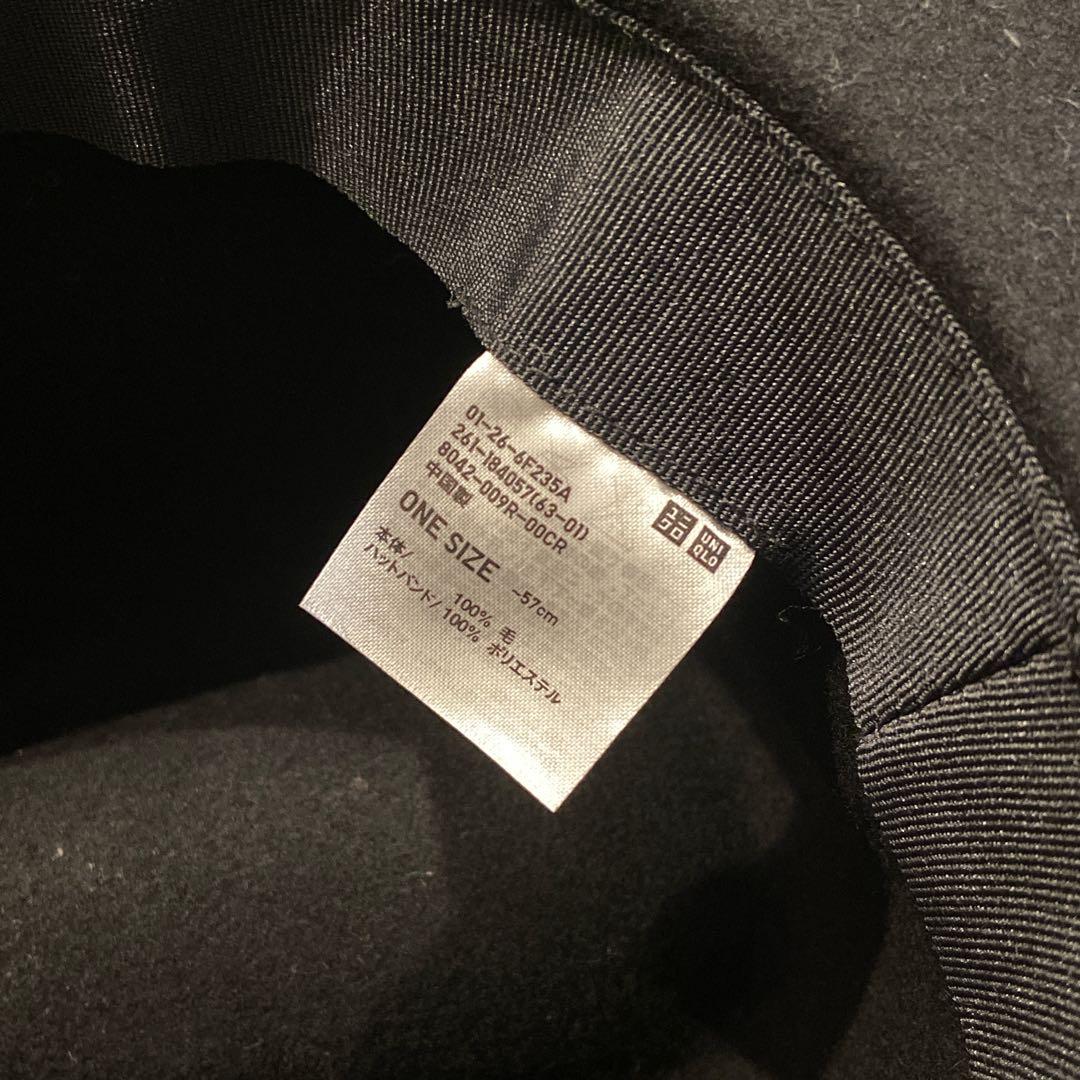 01-26-6F235A
261-184057(63-01)
8042-009R-00CR
中国製
ONE SIZE
-57cm
本体/
100% 毛
ハットバンド/100% ポリエステル
ユニ
クロ
UNI
QLO